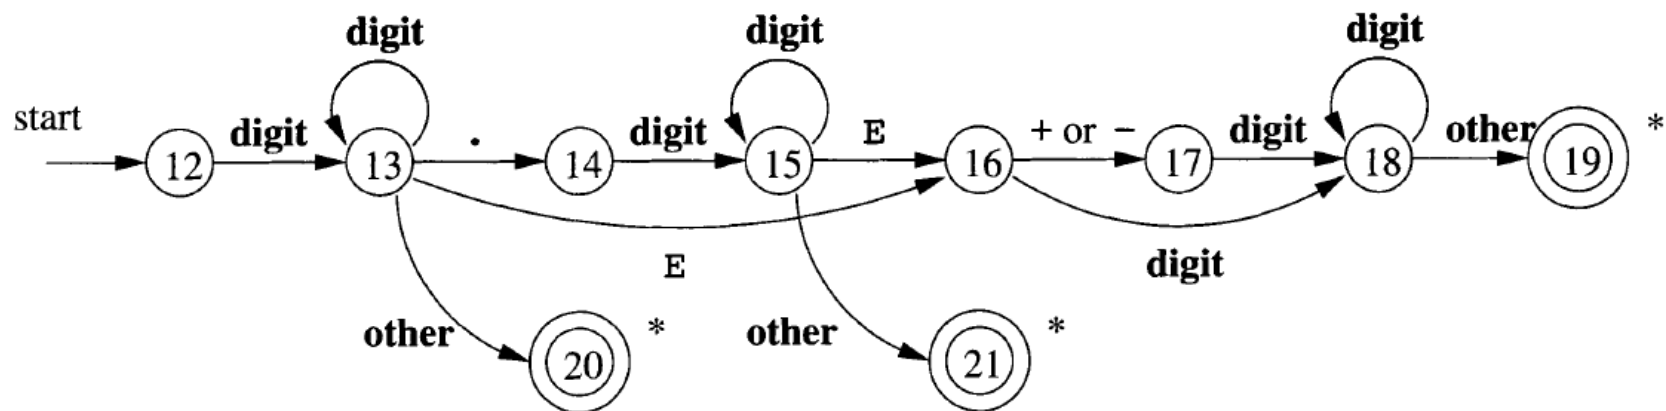 digit digit digit
start digit . digit E + or - digit other *
12 13 14 15 16 17 18 19
E digit
other * other *
20 21